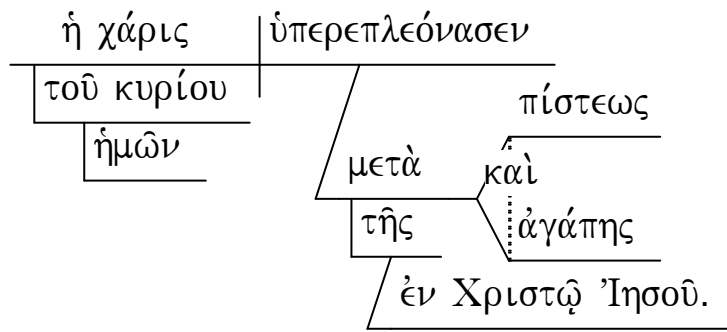 ἡ χάρις ὑπερεπλεόνασεν
τοῦ κυρίου
πίστεως
ἡμῶν
μετὰ καὶ
τῆς ἀγάπης
ἐν Χριστῷ Ἰησοῦ.